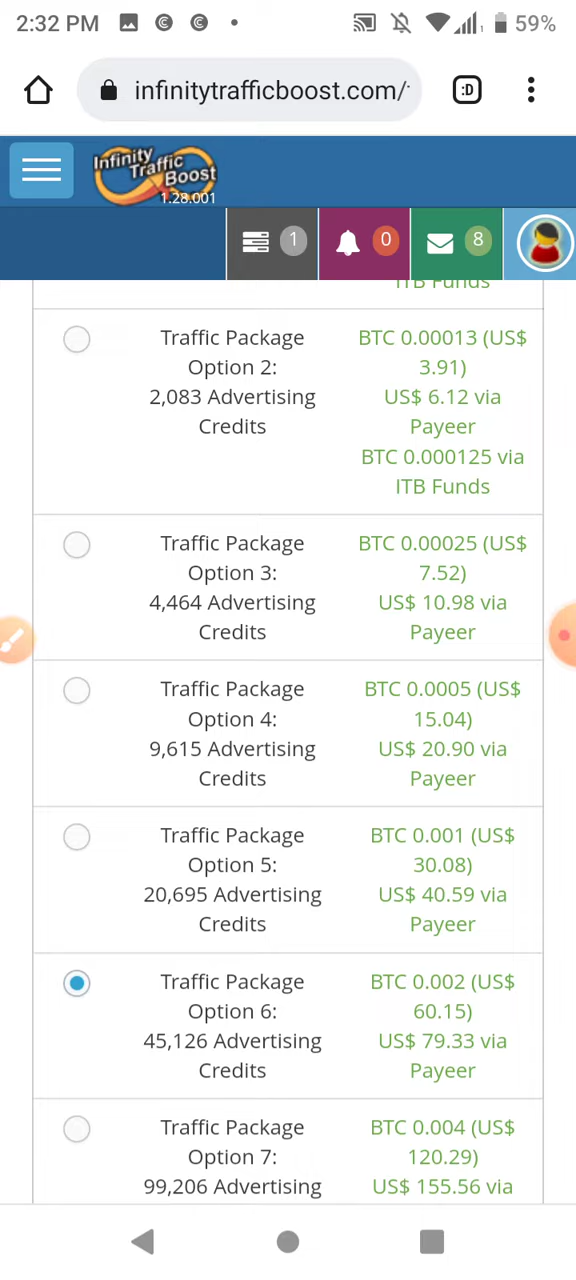 2:32 PM
59%
infinitytrafficboost.com/
:D
Infinity
Traffic
Boost
1.28.001
1
0
8
ITB Funds
Traffic Package BTC 0.00013 (US$
Option 2: 3.91)
2,083 Advertising US$ 6.12 via
Credits Payeer
BTC 0.000125 via
ITB Funds
Traffic Package BTC 0.00025 (US$
Option 3: 7.52)
4,464 Advertising US$ 10.98 via
Credits Payeer
Traffic Package BTC 0.0005 (US$
Option 4: 15.04)
9,615 Advertising US$ 20.90 via
Credits Payeer
Traffic Package BTC 0.001 (US$
Option 5: 30.08)
20,695 Advertising US$ 40.59 via
Credits Payeer
Traffic Package BTC 0.002 (US$
Option 6: 60.15)
45,126 Advertising US$ 79.33 via
Credits Payeer
Traffic Package BTC 0.004 (US$
Option 7: 120.29)
99,206 Advertising US$ 155.56 via